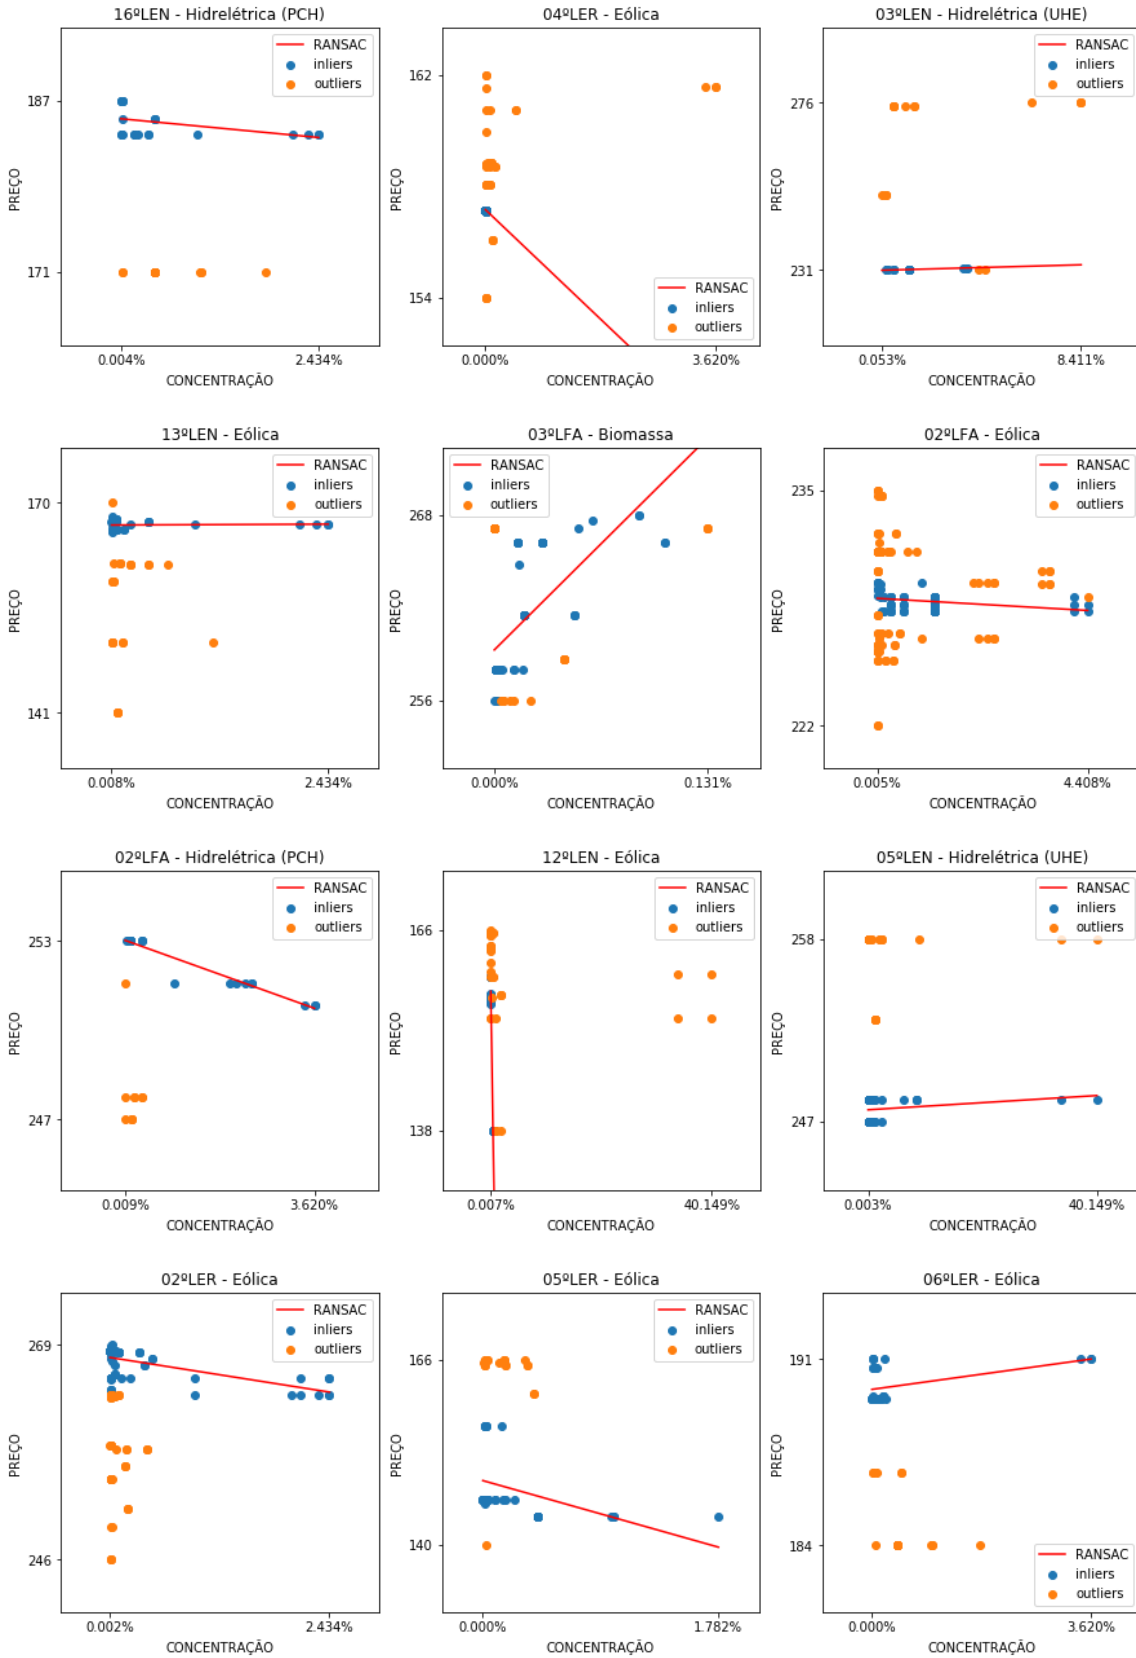 16ºLEN - Hidrelétrica (PCH)
RANSAC
inliers
outliers
187
171
PREÇO
0.004%
2.434%
CONCENTRAÇÃO
04ºLER - Eólica
162
154
PREÇO
RANSAC
inliers
outliers
0.000%
3.620%
CONCENTRAÇÃO
03ºLEN - Hidrelétrica (UHE)
RANSAC
inliers
outliers
276
231
PREÇO
0.053%
8.411%
CONCENTRAÇÃO
13ºLEN - Eólica
RANSAC
inliers
outliers
170
141
PREÇO
0.008%
2.434%
CONCENTRAÇÃO
03ºLFA - Biomassa
RANSAC
inliers
outliers
268
256
PREÇO
0.000%
0.131%
CONCENTRAÇÃO
02ºLFA - Eólica
RANSAC
inliers
outliers
235
222
PREÇO
0.005%
4.408%
CONCENTRAÇÃO
02ºLFA - Hidrelétrica (PCH)
RANSAC
inliers
outliers
253
247
PREÇO
0.009%
3.620%
CONCENTRAÇÃO
12ºLEN - Eólica
RANSAC
inliers
outliers
166
138
PREÇO
0.007%
40.149%
CONCENTRAÇÃO
05ºLEN - Hidrelétrica (UHE)
RANSAC
inliers
outliers
258
247
PREÇO
0.003%
40.149%
CONCENTRAÇÃO
02ºLER - Eólica
RANSAC
inliers
outliers
269
246
PREÇO
0.002%
2.434%
CONCENTRAÇÃO
05ºLER - Eólica
RANSAC
inliers
outliers
166
140
PREÇO
0.000%
1.782%
CONCENTRAÇÃO
06ºLER - Eólica
191
184
PREÇO
RANSAC
inliers
outliers
0.000%
3.620%
CONCENTRAÇÃO